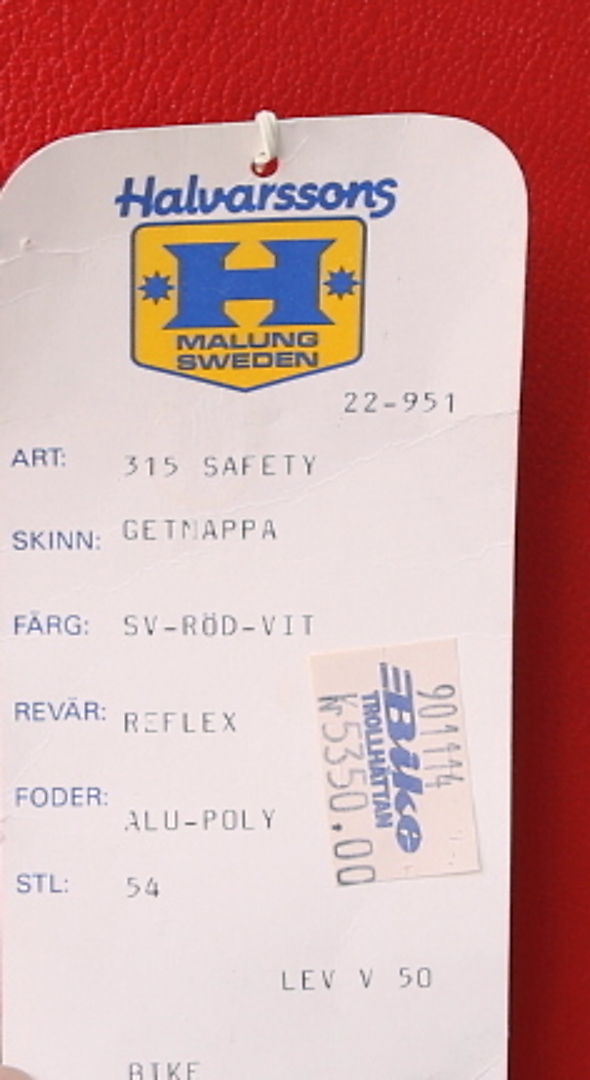 Halvarssons
H
MALUNG
SWEDEN
22-951
ART: 315 SAFETY
SKINN: GETNAPPA
FÄRG: SV-RÖD-VIT
REVÄR: REFLEX
FODER: ALU-POLY
STL: 54
901114
Bike
TROLLHÄTTAN
Kr5350.00
LEV V 50
BIKE